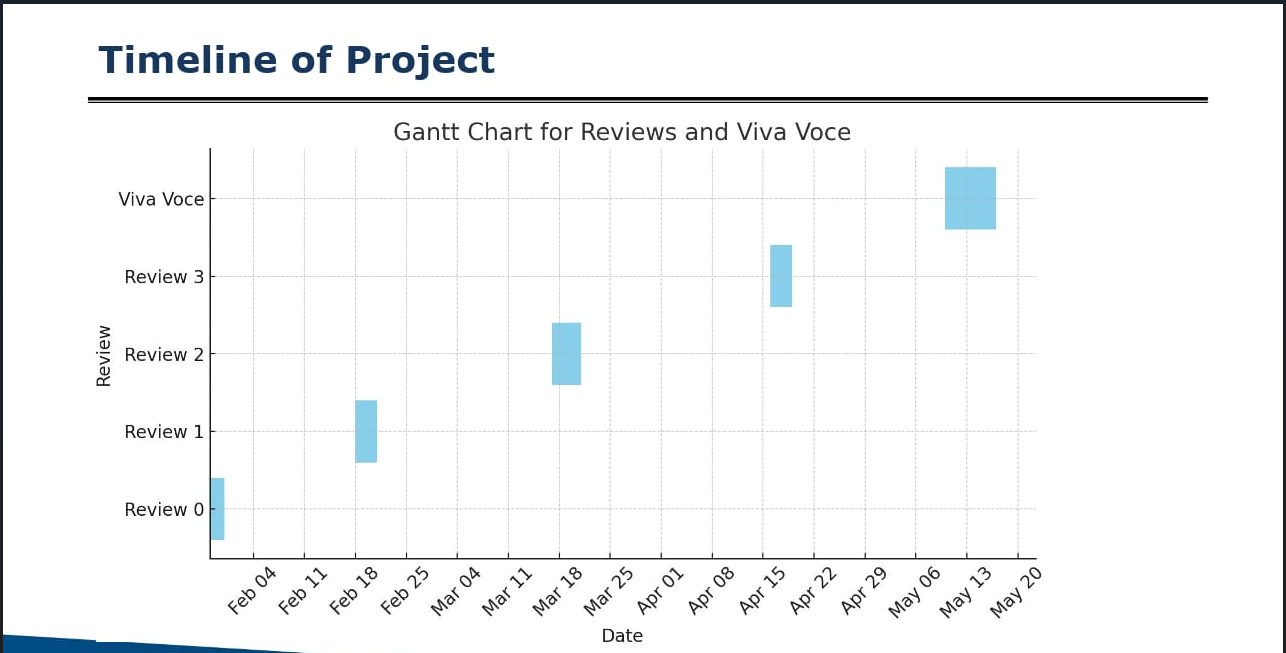 Timeline of Project
Gantt Chart for Reviews and Viva Voce
Viva Voce
Review 3
Review 2
Review 1
Review 0
Review
Feb 04
Feb 11
Feb 18
Feb 25
Mar 04
Mar 11
Mar 18
Mar 25
Apr 01
Apr 08
Apr 15
Apr 22
Apr 29
May 06
May 13
May 20
Date